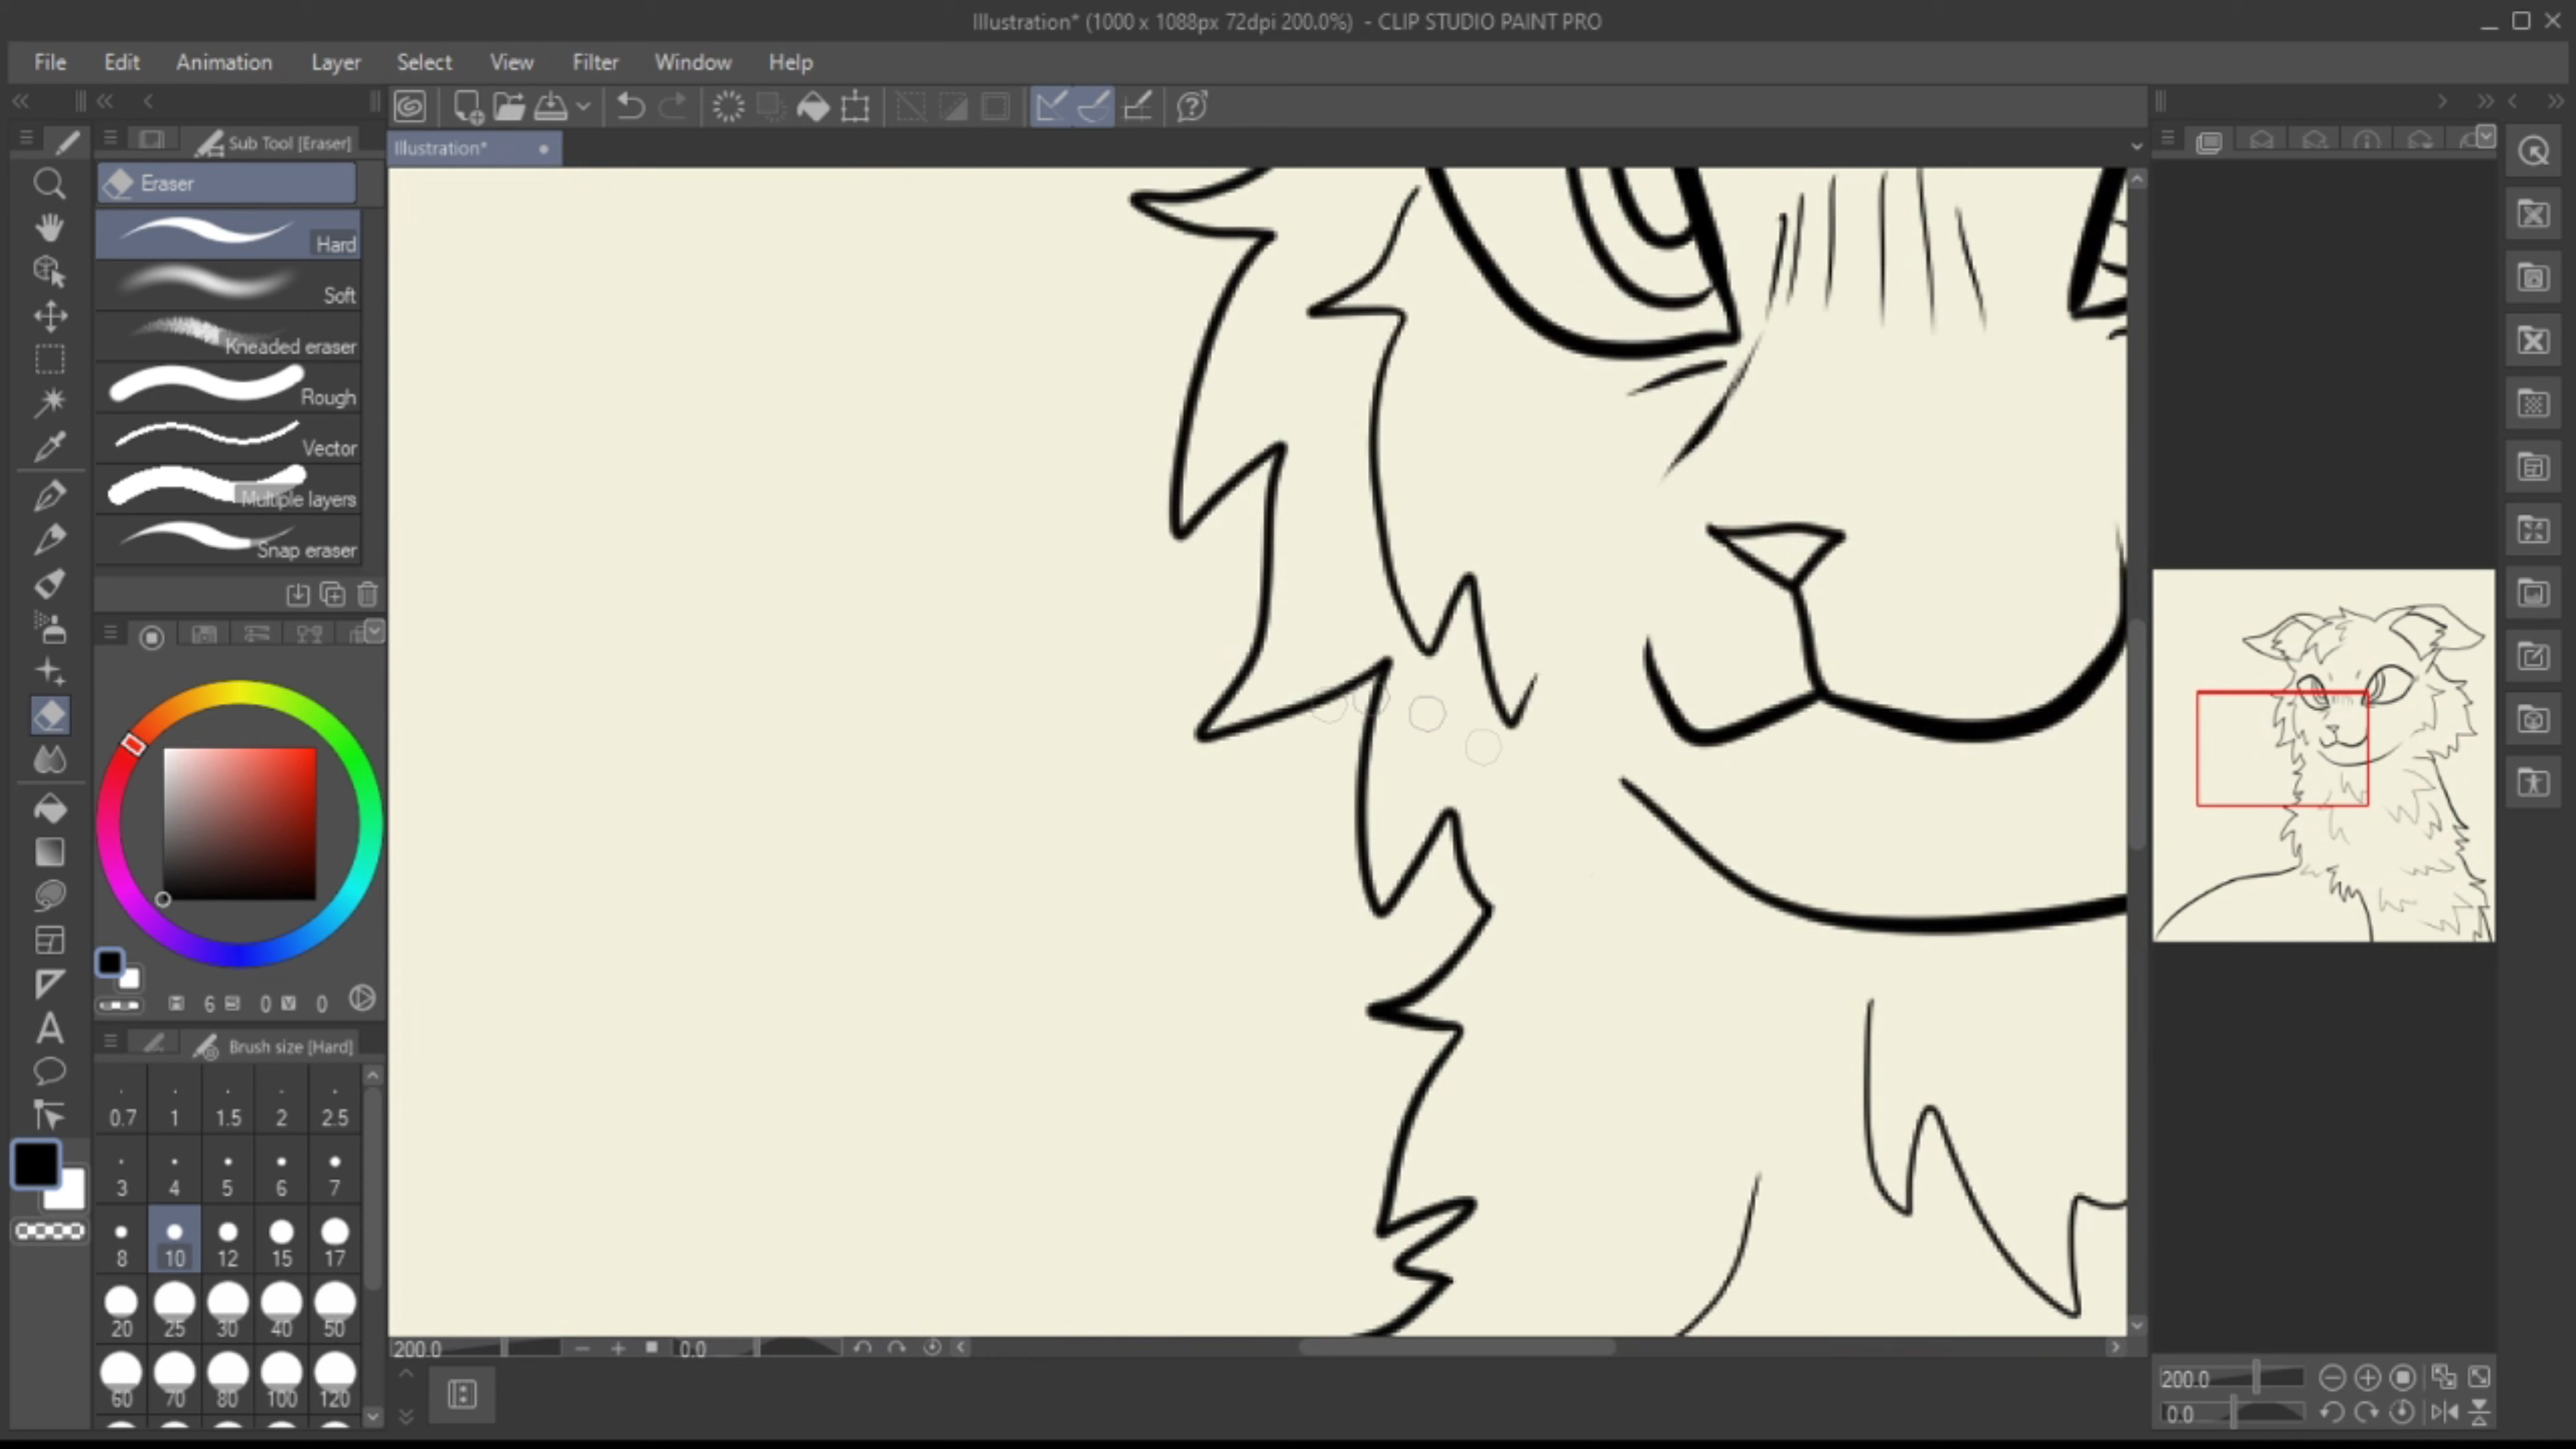 Illustration* (1000 x 1088px 72dpi 200.0%) - CLIP STUDIO PAINT PRO
File Edit Animation Layer Select View Filter Window Help
Sub Tool [Eraser]
Illustration*
Eraser
Hard
Soft
Kneaded eraser
Rough
Vector
Multiple layers
Snap eraser
6 0 0
Brush size [Hard]
0.7 1 1.5 2 2.5
3 4 5 6 7
8 10 12 15 17
20 25 30 40 50
60 70 80 100 120
200.0 0.0
200.0
0.0